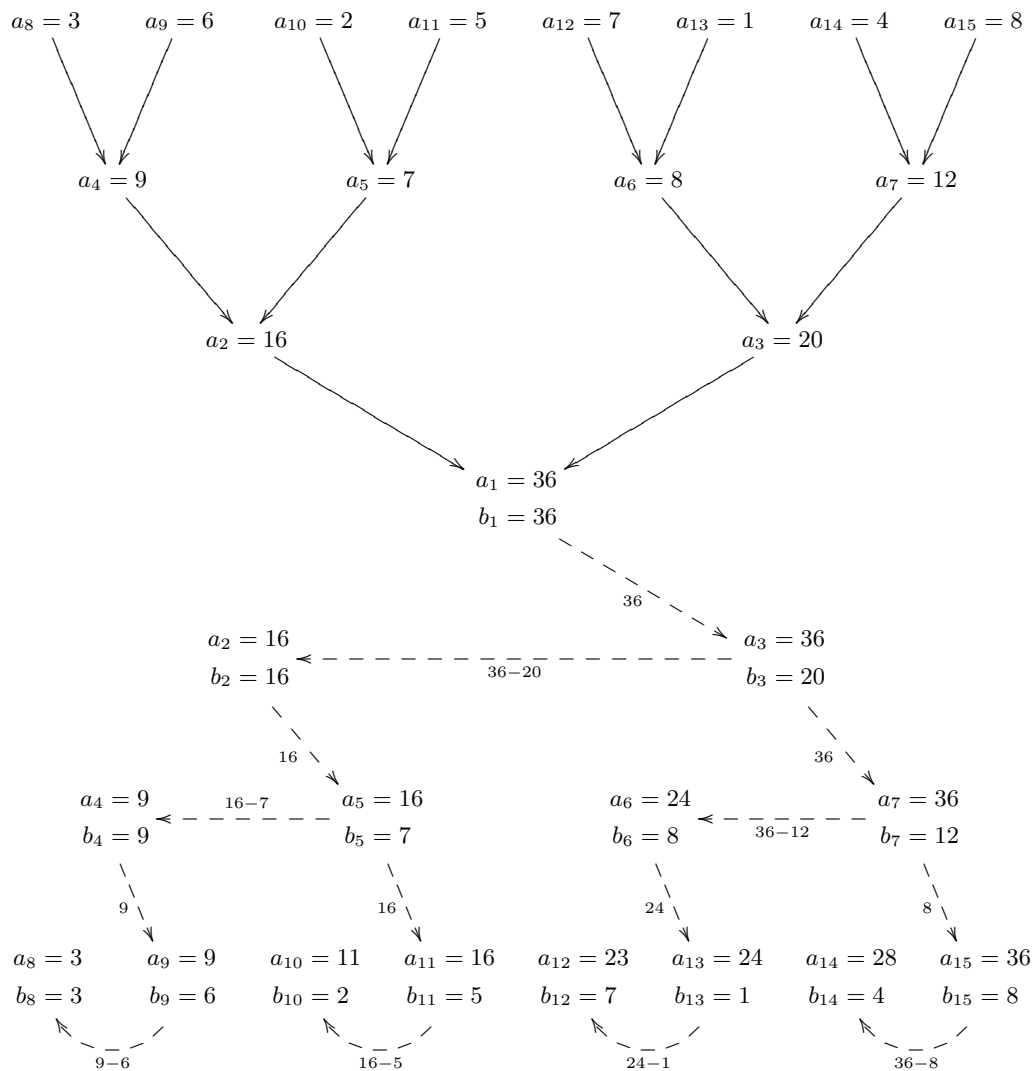 a₈ = 3 a₉ = 6 a₁₀ = 2 a₁₁ = 5 a₁₂ = 7 a₁₃ = 1 a₁₄ = 4 a₁₅ = 8
a₄ = 9 a₅ = 7 a₆ = 8 a₇ = 12
a₂ = 16 a₃ = 20
a₁ = 36
b₁ = 36
36
a₂ = 16 a₃ = 36
b₂ = 16 36−20 b₃ = 20
16 36
a₄ = 9 16−7 a₅ = 16 a₆ = 24 a₇ = 36
b₄ = 9 b₅ = 7 b₆ = 8 36−12 b₇ = 12
9 16 24 8
a₈ = 3 a₉ = 9 a₁₀ = 11 a₁₁ = 16 a₁₂ = 23 a₁₃ = 24 a₁₄ = 28 a₁₅ = 36
b₈ = 3 b₉ = 6 b₁₀ = 2 b₁₁ = 5 b₁₂ = 7 b₁₃ = 1 b₁₄ = 4 b₁₅ = 8
9−6 16−5 24−1 36−8